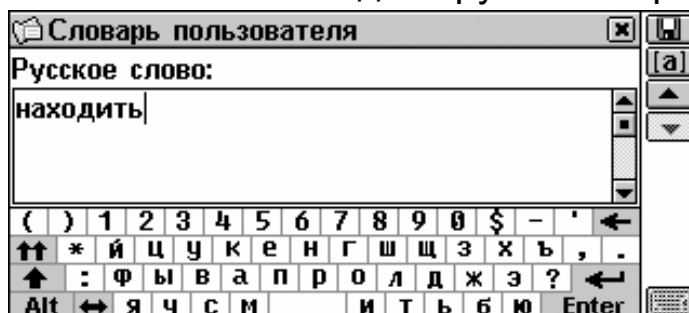 Словарь пользователя
[a]
Русское слово:
находить
( ) 1 2 3 4 5 6 7 8 9 0 $ - '
* й ц у к е н г ш щ з х ъ , .
: ф ы в а п р о л д ж э ?
Alt я ч с м и т ь б ю Enter